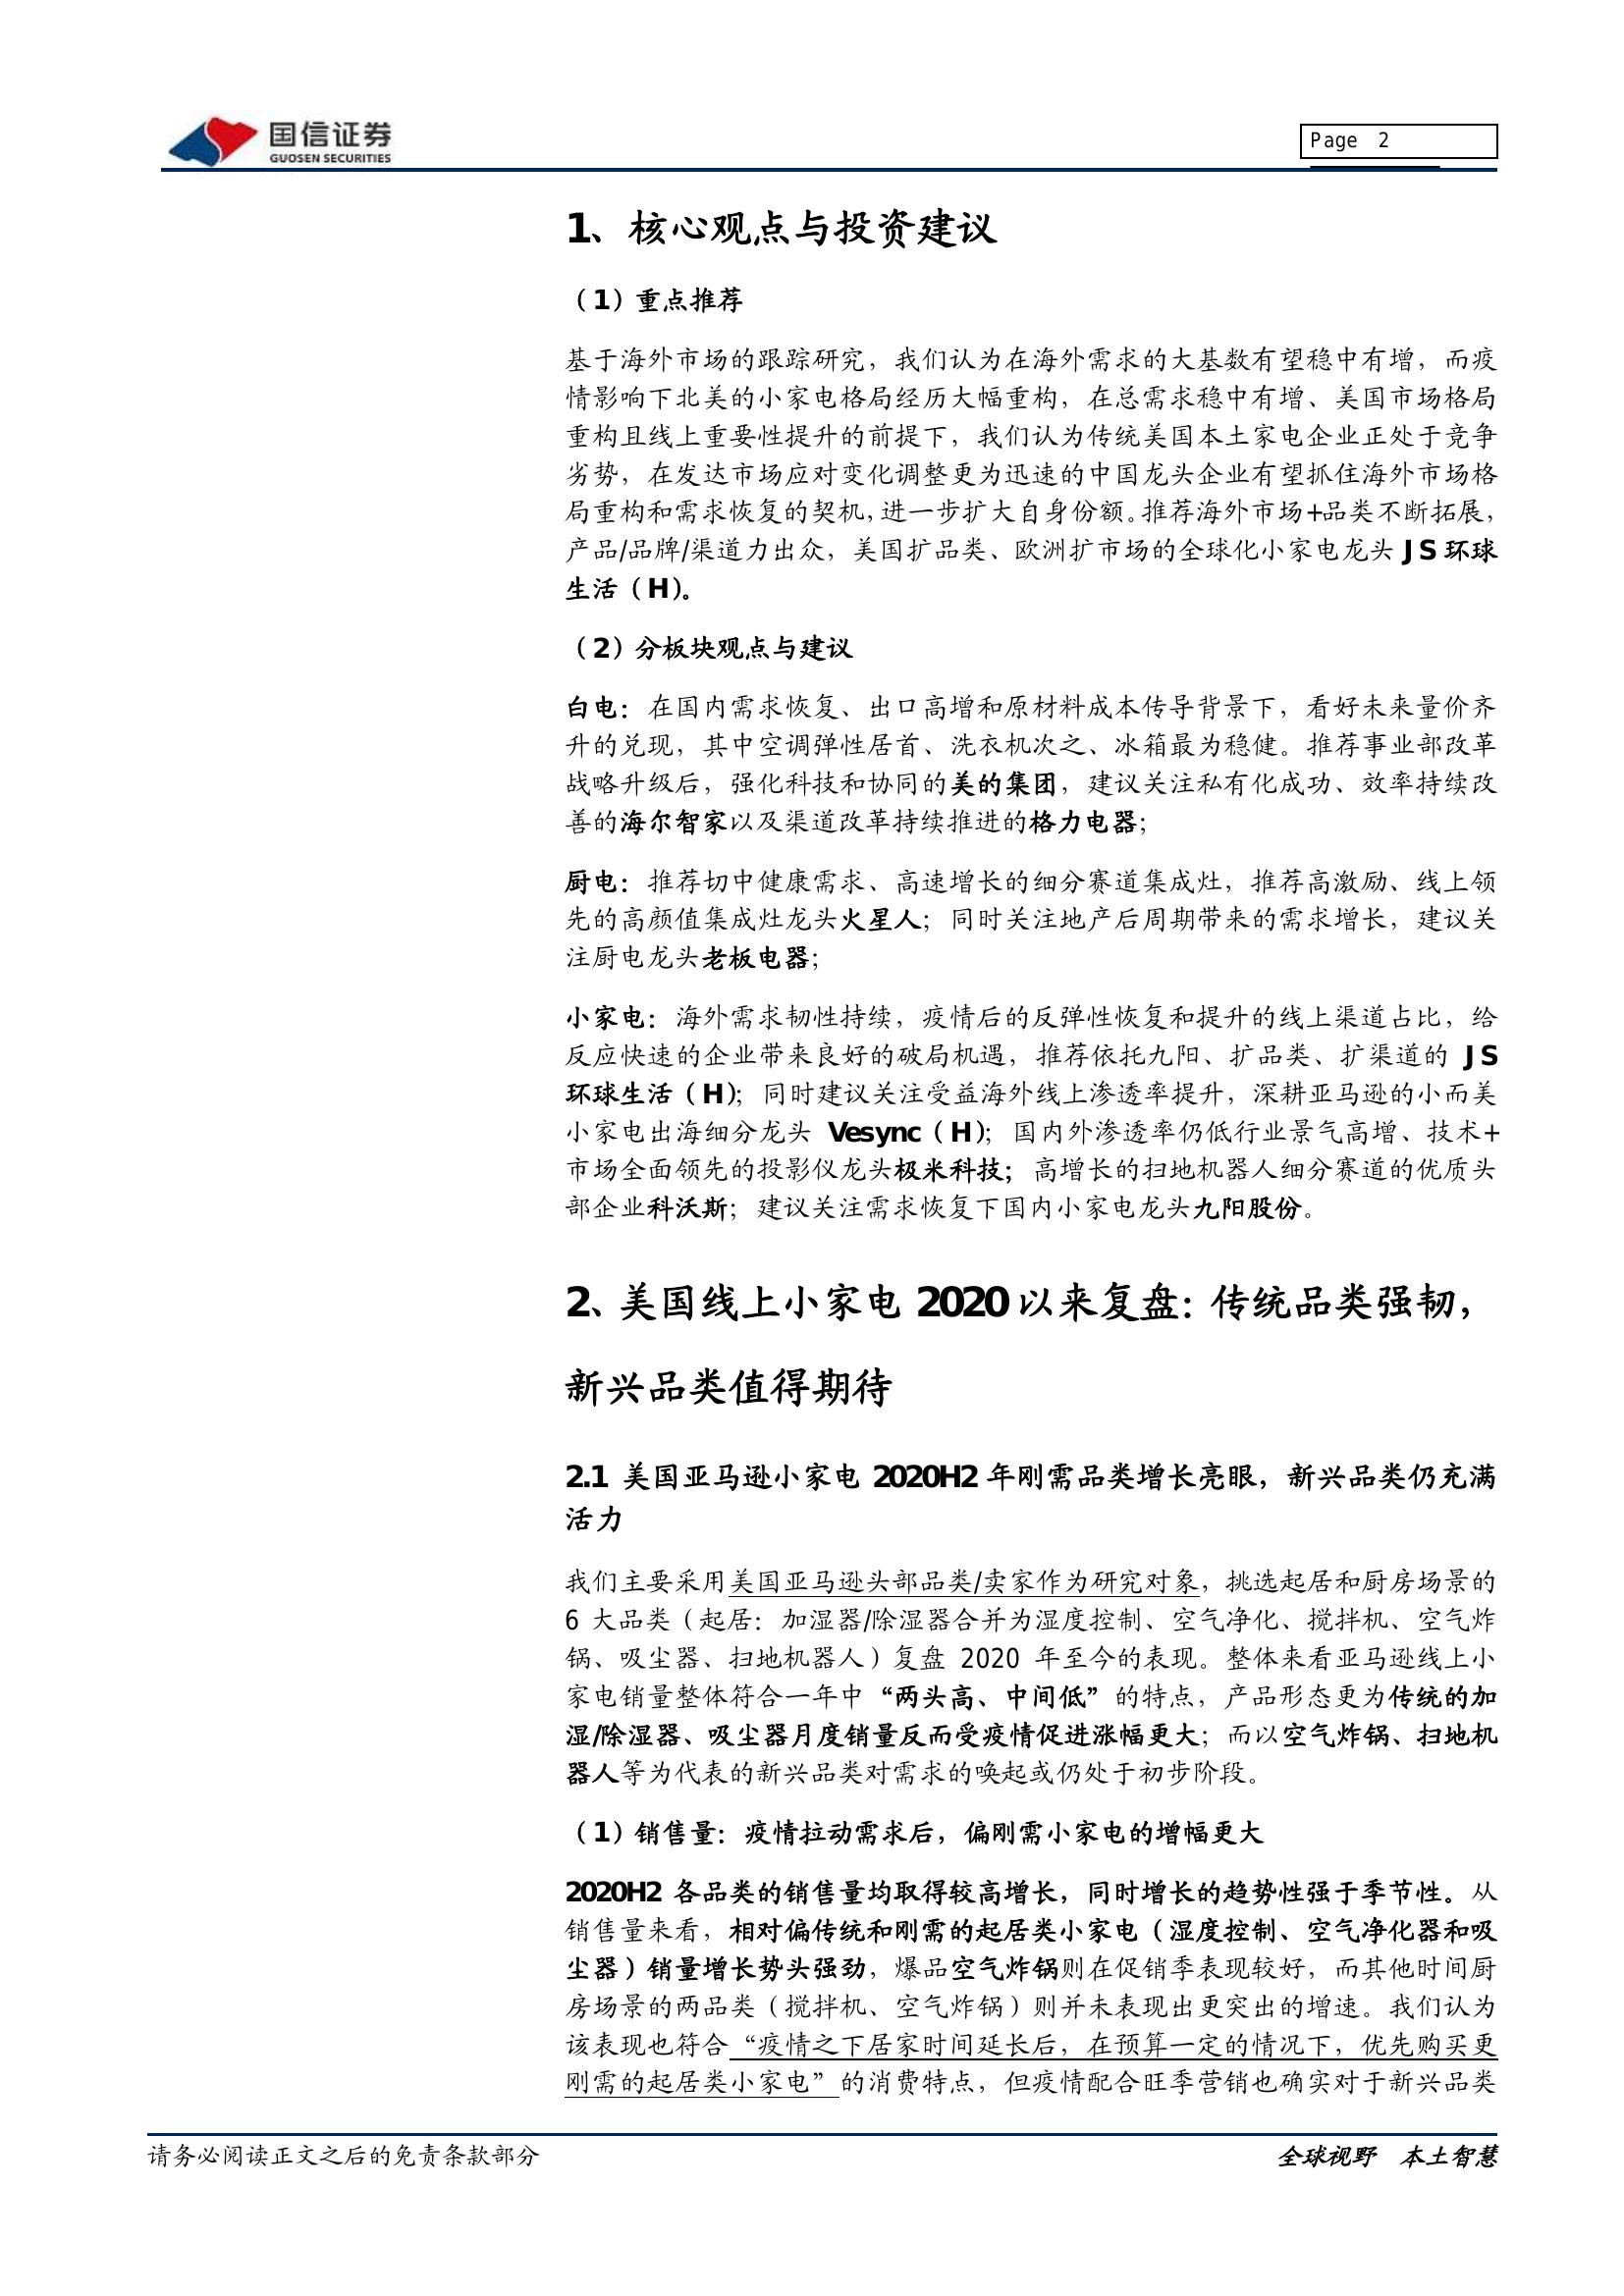 国信证券
GUOSEN SECURITIES
Page 2
1、核心观点与投资建议
（1）重点推荐
基于海外市场的跟踪研究，我们认为在海外需求的大基数有望稳中有增，而疫
情影响下北美的小家电格局经历大幅重构，在总需求稳中有增、美国市场格局
重构且线上重要性提升的前提下，我们认为传统美国本土家电企业正处于竞争
劣势，在发达市场应对变化调整更为迅速的中国龙头企业有望抓住海外市场格
局重构和需求恢复的契机，进一步扩大自身份额。推荐海外市场+品类不断拓展，
产品/品牌/渠道力出众，美国扩品类、欧洲扩市场的全球化小家电龙头 JS 环球
生活（H）。
（2）分板块观点与建议
白电：在国内需求恢复、出口高增和原材料成本传导背景下，看好未来量价齐
升的兑现，其中空调弹性居首、洗衣机次之、冰箱最为稳健。推荐事业部改革
战略升级后，强化科技和协同的美的集团，建议关注私有化成功、效率持续改
善的海尔智家以及渠道改革持续推进的格力电器；
厨电：推荐切中健康需求、高速增长的细分赛道集成灶，推荐高激励、线上领
先的高颜值集成灶龙头火星人；同时关注地产后周期带来的需求增长，建议关
注厨电龙头老板电器；
小家电：海外需求韧性持续，疫情后的反弹性恢复和提升的线上渠道占比，给
反应快速的企业带来良好的破局机遇，推荐依托九阳、扩品类、扩渠道的 JS
环球生活（H）；同时建议关注受益海外线上渗透率提升，深耕亚马逊的小而美
小家电出海细分龙头 Vesync（H）；国内外渗透率仍低行业景气高增、技术+
市场全面领先的投影仪龙头极米科技；高增长的扫地机器人细分赛道的优质头
部企业科沃斯；建议关注需求恢复下国内小家电龙头九阳股份。
2、美国线上小家电 2020 以来复盘：传统品类强韧，
新兴品类值得期待
2.1 美国亚马逊小家电 2020H2 年刚需品类增长亮眼，新兴品类仍充满
活力
我们主要采用美国亚马逊头部品类/卖家作为研究对象，挑选起居和厨房场景的
6 大品类（起居：加湿器/除湿器合并为湿度控制、空气净化、搅拌机、空气炸
锅、吸尘器、扫地机器人）复盘 2020 年至今的表现。整体来看亚马逊线上小
家电销量整体符合一年中“两头高、中间低”的特点，产品形态更为传统的加
湿/除湿器、吸尘器月度销量反而受疫情促进涨幅更大；而以空气炸锅、扫地机
器人等为代表的新兴品类对需求的唤起或仍处于初步阶段。
（1）销售量：疫情拉动需求后，偏刚需小家电的增幅更大
2020H2 各品类的销售量均取得较高增长，同时增长的趋势性强于季节性。从
销售量来看，相对偏传统和刚需的起居类小家电（湿度控制、空气净化器和吸
尘器）销量增长势头强劲，爆品空气炸锅则在促销季表现较好，而其他时间厨
房场景的两品类（搅拌机、空气炸锅）则并未表现出更突出的增速。我们认为
该表现也符合“疫情之下居家时间延长后，在预算一定的情况下，优先购买更
刚需的起居类小家电”的消费特点，但疫情配合旺季营销也确实对于新兴品类
请务必阅读正文之后的免责条款部分
全球视野 本土智慧